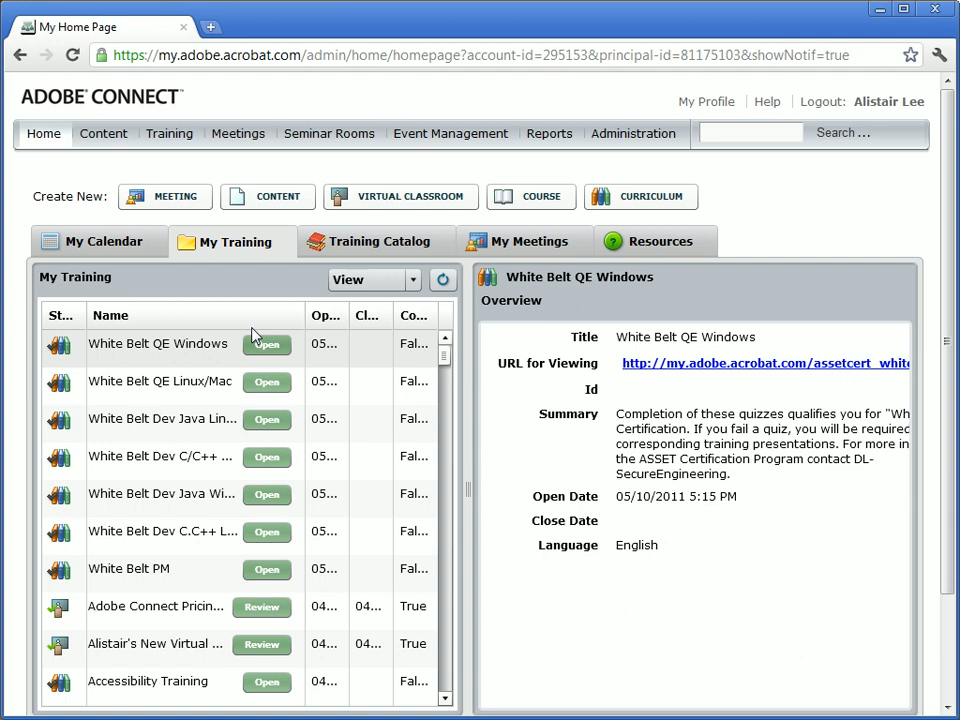 My Home Page
https://my.adobe.acrobat.com/admin/home/homepage?account-id=295153&principal-id=81175103&showNotif=true
ADOBE® CONNECT™
My Profile | Help | Logout: Alistair Lee
Home Content Training Meetings Seminar Rooms Event Management Reports Administration Search ...
Create New: MEETING CONTENT VIRTUAL CLASSROOM COURSE CURRICULUM
My Calendar My Training Training Catalog My Meetings ? Resources
My Training View
White Belt QE Windows
Overview
St... Name Op... Cl... Co...
White Belt QE Windows Open 05... Fal...
White Belt QE Linux/Mac Open 05... Fal...
White Belt Dev Java Lin... Open 05... Fal...
White Belt Dev C/C++ ... Open 05... Fal...
White Belt Dev Java Wi... Open 05... Fal...
White Belt Dev C.C++ L... Open 05... Fal...
White Belt PM Open 05... Fal...
Adobe Connect Pricin... Review 04... 04... True
Alistair's New Virtual ... Review 04... 04... True
Accessibility Training Open 04... Fal...
Title White Belt QE Windows
URL for Viewing http://my.adobe.acrobat.com/assetcert_white
Id
Summary Completion of these quizzes qualifies you for "Wh
Certification. If you fail a quiz, you will be required
corresponding training presentations. For more in
the ASSET Certification Program contact DL-
SecureEngineering.
Open Date 05/10/2011 5:15 PM
Close Date
Language English